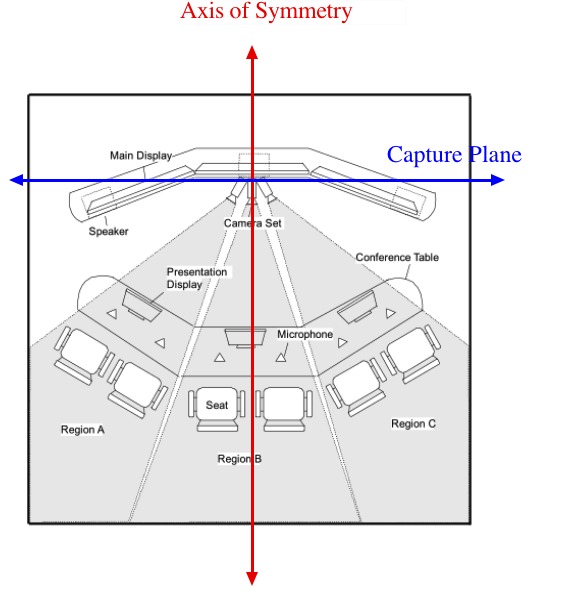 Axis of Symmetry
Capture Plane
Main Display
Speaker
Camera Set
Conference Table
Presentation
Display
Microphone
Seat
Region A
Region B
Region C